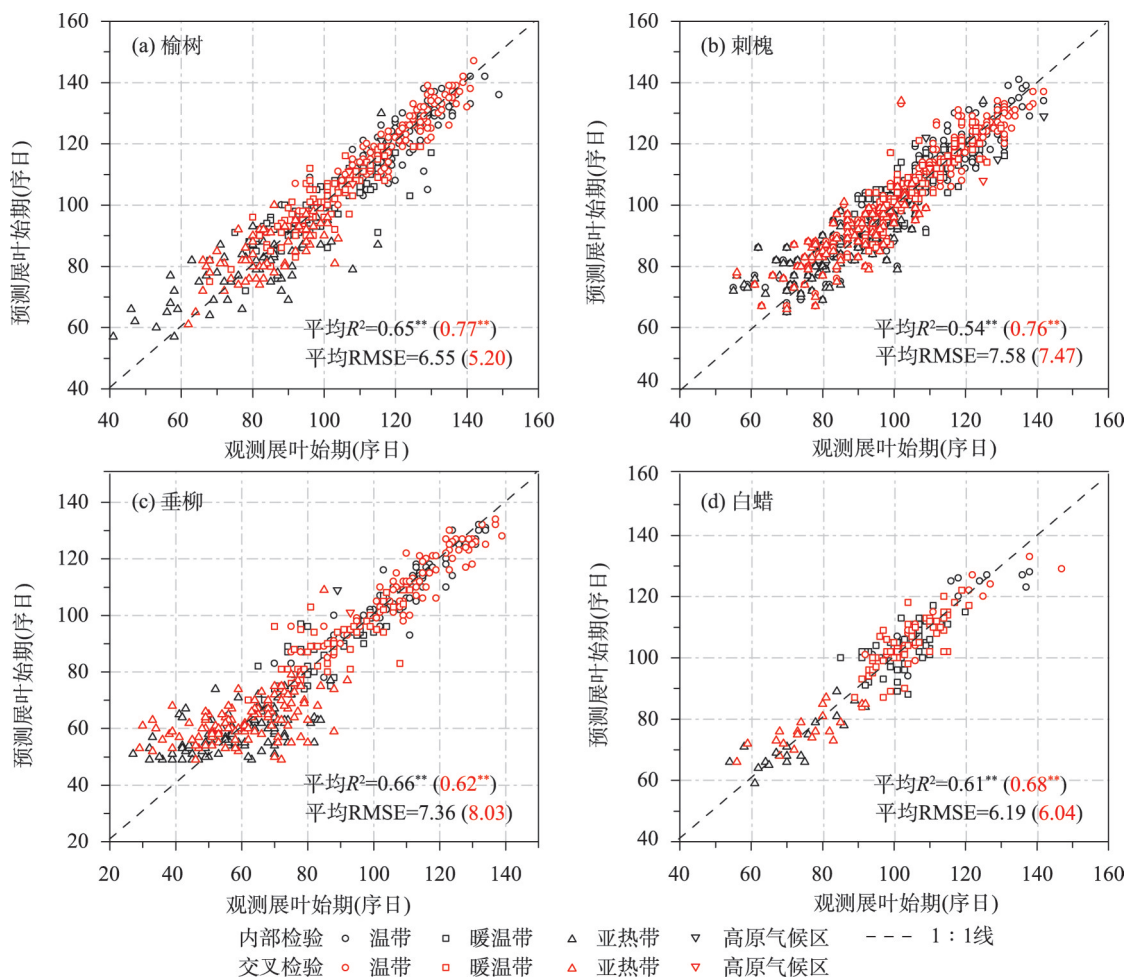 (a) 榆树
预测展叶始期(序日)
160
140
120
100
80
60
40
平均R²=0.65** (0.77**)
平均RMSE=6.55 (5.20)
40 60 80 100 120 140 160
观测展叶始期(序日)
(b) 刺槐
预测展叶始期(序日)
160
140
120
100
80
60
40
平均R²=0.54** (0.76**)
平均RMSE=7.58 (7.47)
40 60 80 100 120 140 160
观测展叶始期(序日)
(c) 垂柳
预测展叶始期(序日)
140
120
100
80
60
40
20
平均R²=0.66** (0.62**)
平均RMSE=7.36 (8.03)
20 40 60 80 100 120 140
观测展叶始期(序日)
(d) 白蜡
预测展叶始期(序日)
160
140
120
100
80
60
40
平均R²=0.61** (0.68**)
平均RMSE=6.19 (6.04)
40 60 80 100 120 140 160
观测展叶始期(序日)
内部检验 温带 暖温带 亚热带 高原气候区 1：1线
交叉检验 温带 暖温带 亚热带 高原气候区